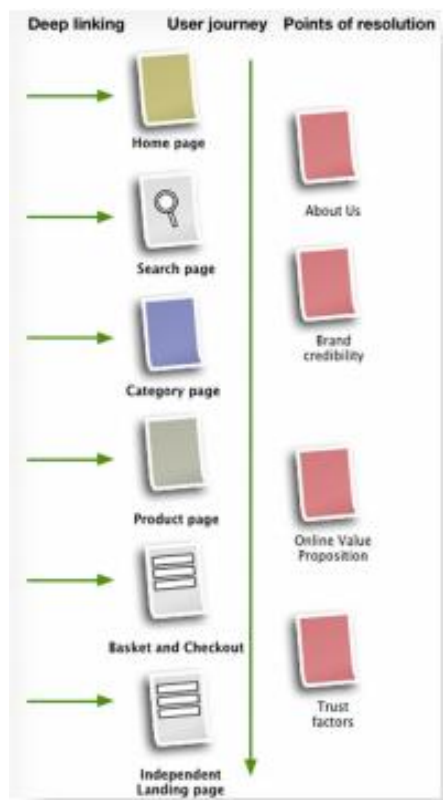 Deep linking User journey Points of resolution
Home page
About Us
Search page
Brand
credibility
Category page
Product page
Online Value
Proposition
Basket and Checkout
Trust
factors
Independent
Landing page